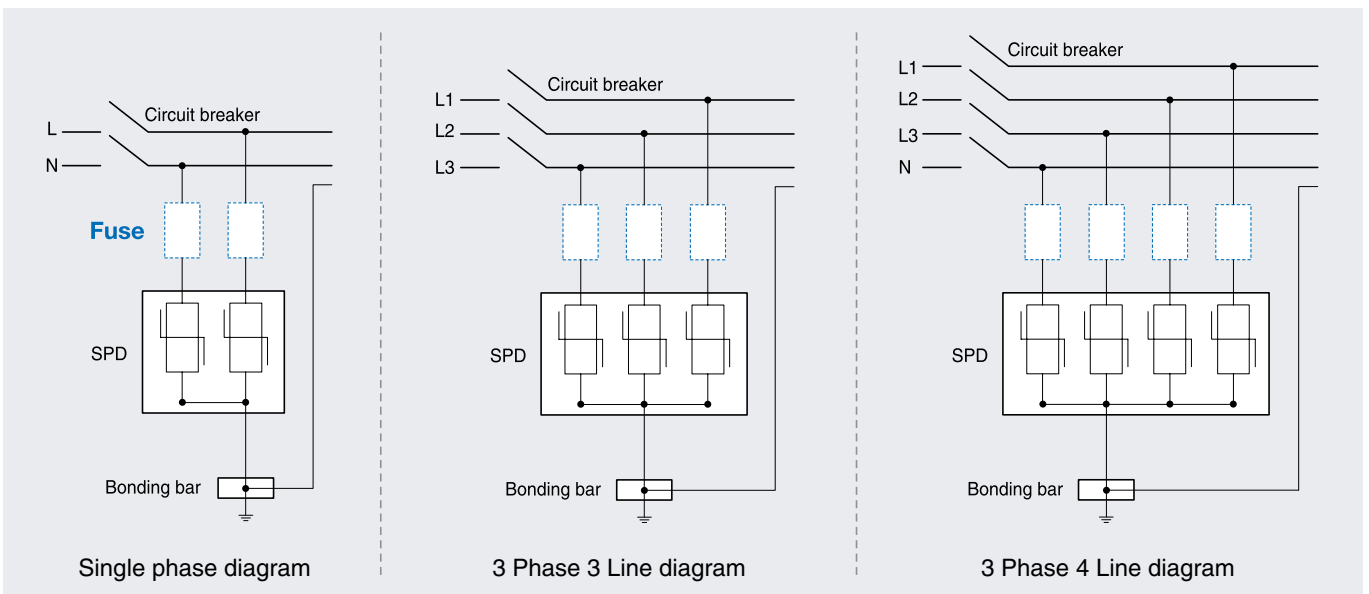 Circuit breaker
L
N
Fuse
SPD
Bonding bar
Single phase diagram
Circuit breaker
L1
L2
L3
SPD
Bonding bar
3 Phase 3 Line diagram
Circuit breaker
L1
L2
L3
N
SPD
Bonding bar
3 Phase 4 Line diagram